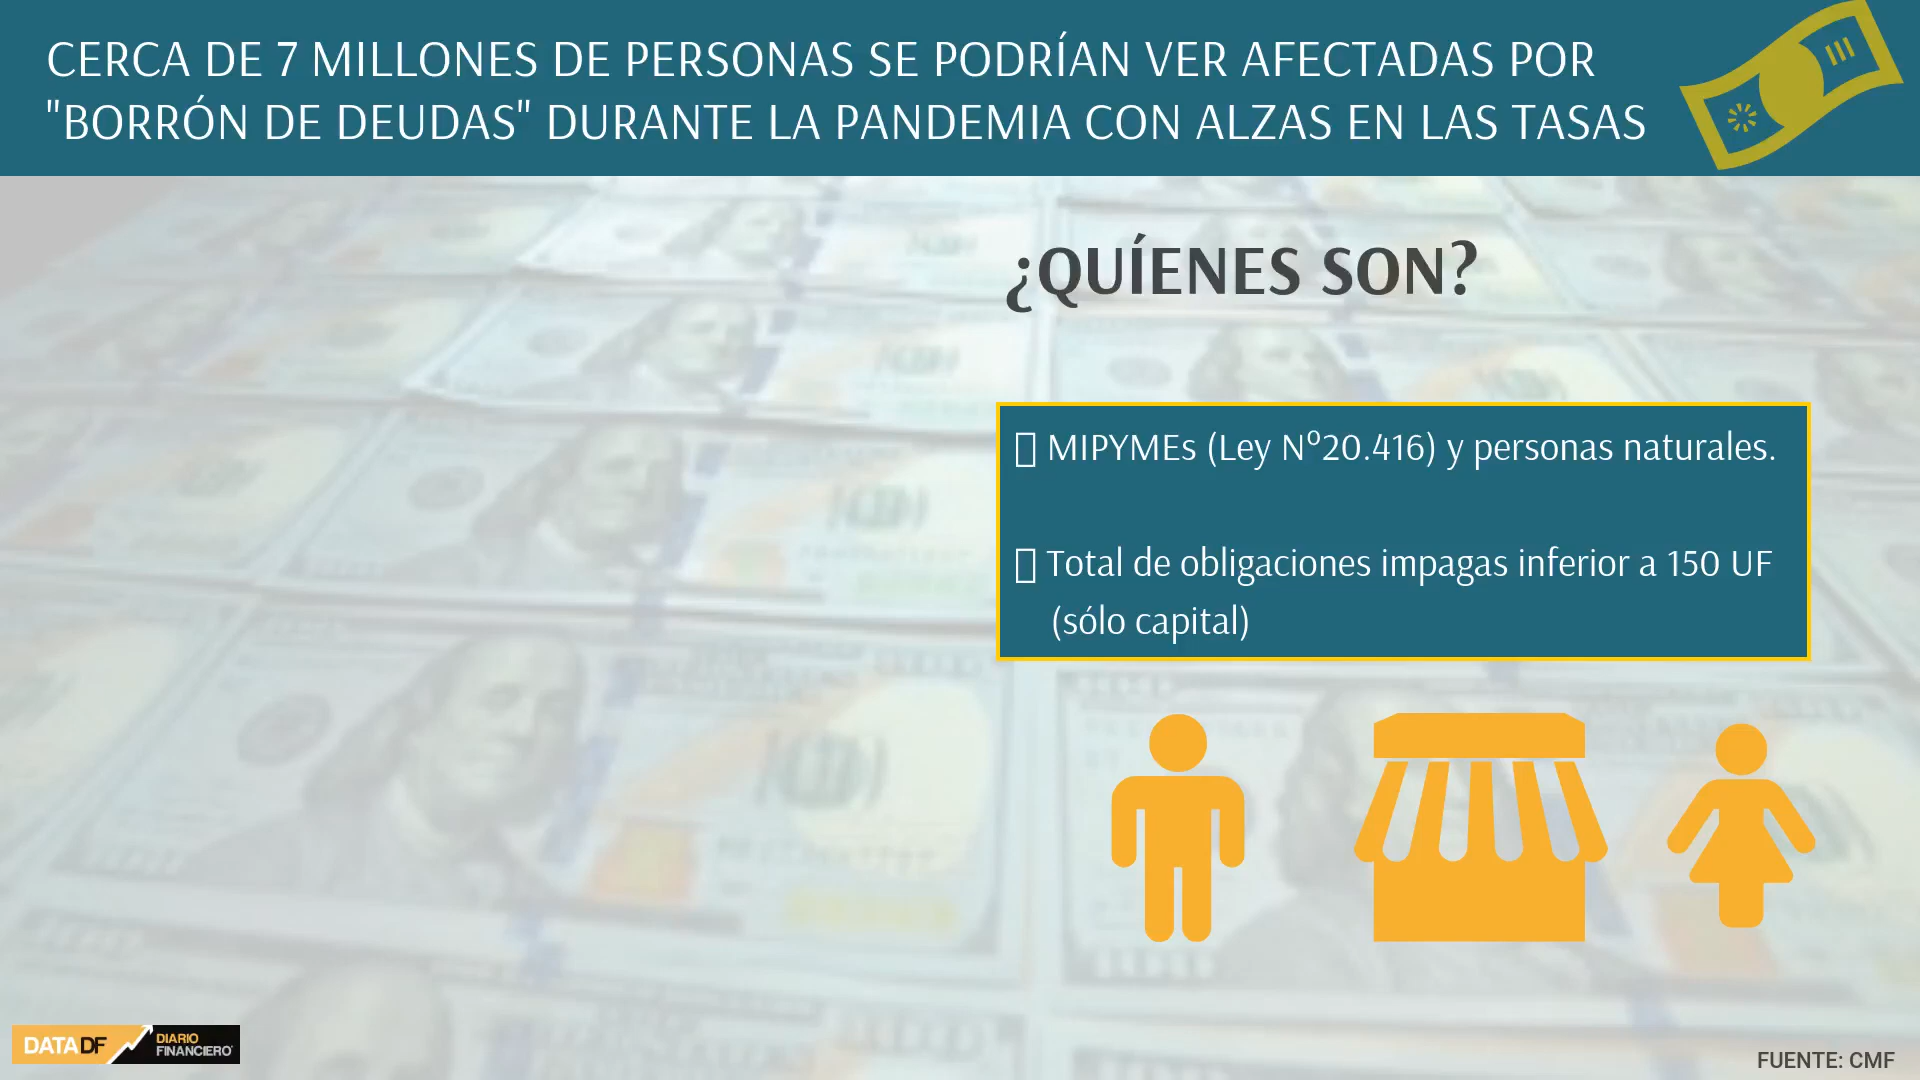 CERCA DE 7 MILLONES DE PERSONAS SE PODRÍAN VER AFECTADAS POR
"BORRÓN DE DEUDAS" DURANTE LA PANDEMIA CON ALZAS EN LAS TASAS
¿QUÍENES SON?
MIPYMEs (Ley Nº20.416) y personas naturales.
Total de obligaciones impagas inferior a 150 UF
(sólo capital)
DATA DF
DIARIO
FINANCIERO
FUENTE: CMF